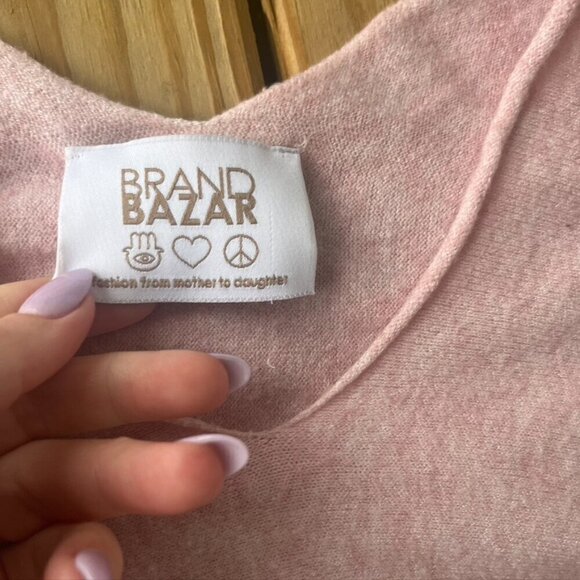 BRAND
BAZAR
fashion from mother to daughter